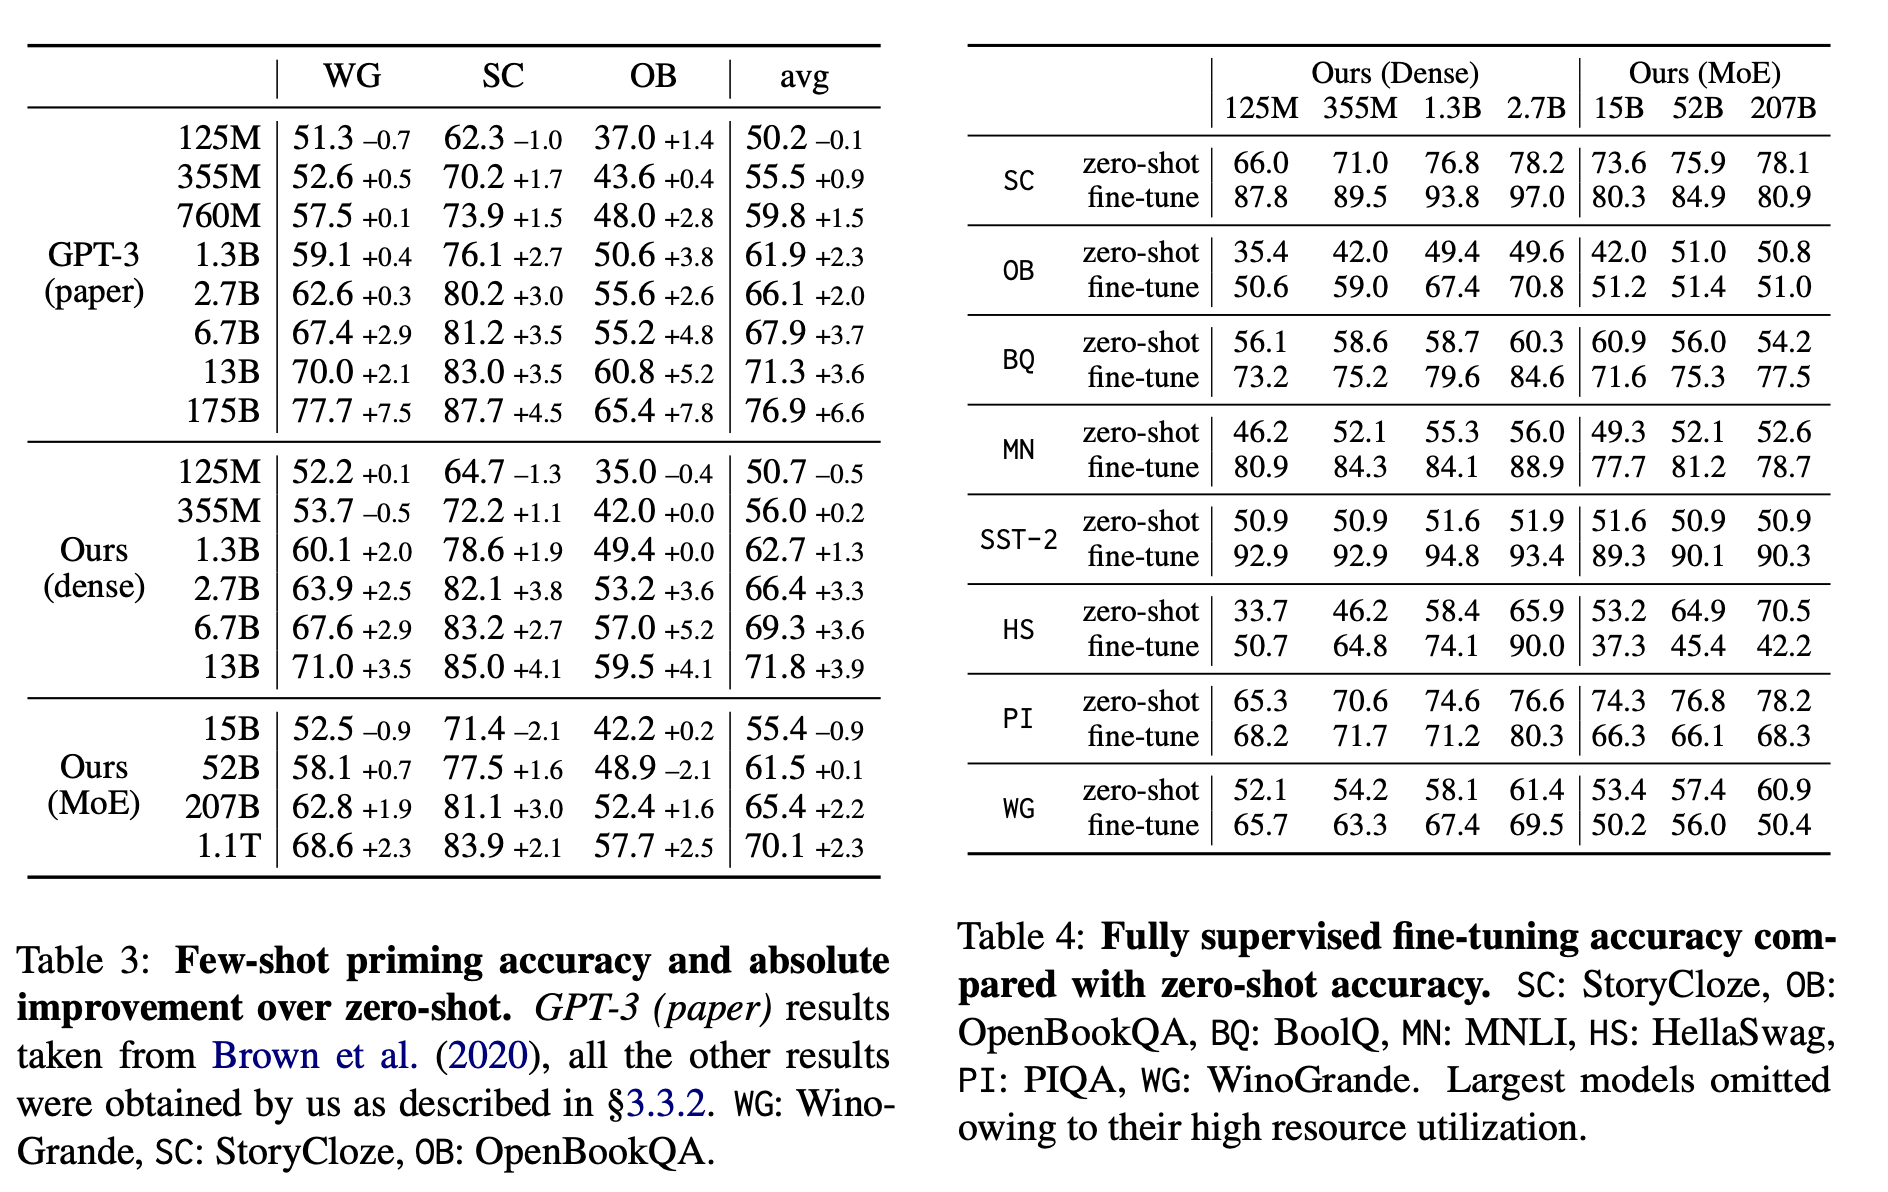 WG SC OB avg
GPT-3 (paper)
125M 51.3 –0.7 62.3 –1.0 37.0 +1.4 50.2 –0.1
355M 52.6 +0.5 70.2 +1.7 43.6 +0.4 55.5 +0.9
760M 57.5 +0.1 73.9 +1.5 48.0 +2.8 59.8 +1.5
1.3B 59.1 +0.4 76.1 +2.7 50.6 +3.8 61.9 +2.3
2.7B 62.6 +0.3 80.2 +3.0 55.6 +2.6 66.1 +2.0
6.7B 67.4 +2.9 81.2 +3.5 55.2 +4.8 67.9 +3.7
13B 70.0 +2.1 83.0 +3.5 60.8 +5.2 71.3 +3.6
175B 77.7 +7.5 87.7 +4.5 65.4 +7.8 76.9 +6.6
Ours (dense)
125M 52.2 +0.1 64.7 –1.3 35.0 –0.4 50.7 –0.5
355M 53.7 –0.5 72.2 +1.1 42.0 +0.0 56.0 +0.2
1.3B 60.1 +2.0 78.6 +1.9 49.4 +0.0 62.7 +1.3
2.7B 63.9 +2.5 82.1 +3.8 53.2 +3.6 66.4 +3.3
6.7B 67.6 +2.9 83.2 +2.7 57.0 +5.2 69.3 +3.6
13B 71.0 +3.5 85.0 +4.1 59.5 +4.1 71.8 +3.9
Ours (MoE)
15B 52.5 –0.9 71.4 –2.1 42.2 +0.2 55.4 –0.9
52B 58.1 +0.7 77.5 +1.6 48.9 –2.1 61.5 +0.1
207B 62.8 +1.9 81.1 +3.0 52.4 +1.6 65.4 +2.2
1.1T 68.6 +2.3 83.9 +2.1 57.7 +2.5 70.1 +2.3
Table 3: Few-shot priming accuracy and absolute
improvement over zero-shot. GPT-3 (paper) results
taken from Brown et al. (2020), all the other results
were obtained by us as described in §3.3.2. WG: Wino-
Grande, SC: StoryCloze, OB: OpenBookQA.
Ours (Dense) Ours (MoE)
125M 355M 1.3B 2.7B 15B 52B 207B
SC
zero-shot 66.0 71.0 76.8 78.2 73.6 75.9 78.1
fine-tune 87.8 89.5 93.8 97.0 80.3 84.9 80.9
OB
zero-shot 35.4 42.0 49.4 49.6 42.0 51.0 50.8
fine-tune 50.6 59.0 67.4 70.8 51.2 51.4 51.0
BQ
zero-shot 56.1 58.6 58.7 60.3 60.9 56.0 54.2
fine-tune 73.2 75.2 79.6 84.6 71.6 75.3 77.5
MN
zero-shot 46.2 52.1 55.3 56.0 49.3 52.1 52.6
fine-tune 80.9 84.3 84.1 88.9 77.7 81.2 78.7
SST-2
zero-shot 50.9 50.9 51.6 51.9 51.6 50.9 50.9
fine-tune 92.9 92.9 94.8 93.4 89.3 90.1 90.3
HS
zero-shot 33.7 46.2 58.4 65.9 53.2 64.9 70.5
fine-tune 50.7 64.8 74.1 90.0 37.3 45.4 42.2
PI
zero-shot 65.3 70.6 74.6 76.6 74.3 76.8 78.2
fine-tune 68.2 71.7 71.2 80.3 66.3 66.1 68.3
WG
zero-shot 52.1 54.2 58.1 61.4 53.4 57.4 60.9
fine-tune 65.7 63.3 67.4 69.5 50.2 56.0 50.4
Table 4: Fully supervised fine-tuning accuracy com-
pared with zero-shot accuracy. SC: StoryCloze, OB:
OpenBookQA, BQ: BoolQ, MN: MNLI, HS: HellaSwag,
PI: PIQA, WG: WinoGrande. Largest models omitted
owing to their high resource utilization.